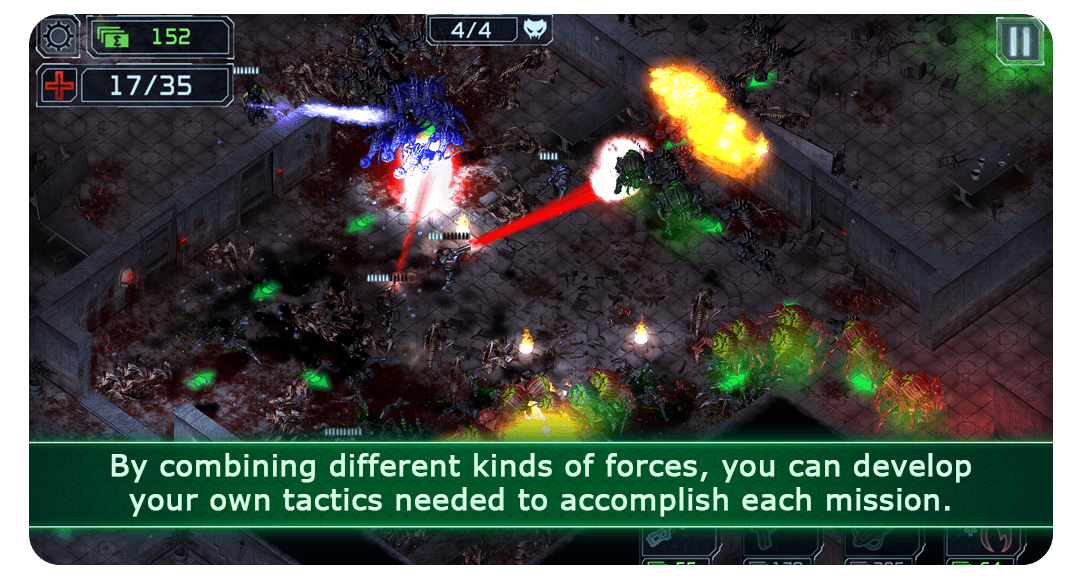 152
4/4
17/35
By combining different kinds of forces, you can develop
your own tactics needed to accomplish each mission.